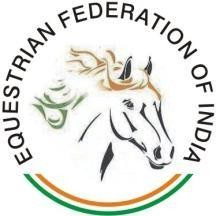 EQUESTRIAN FEDERATION OF INDIA